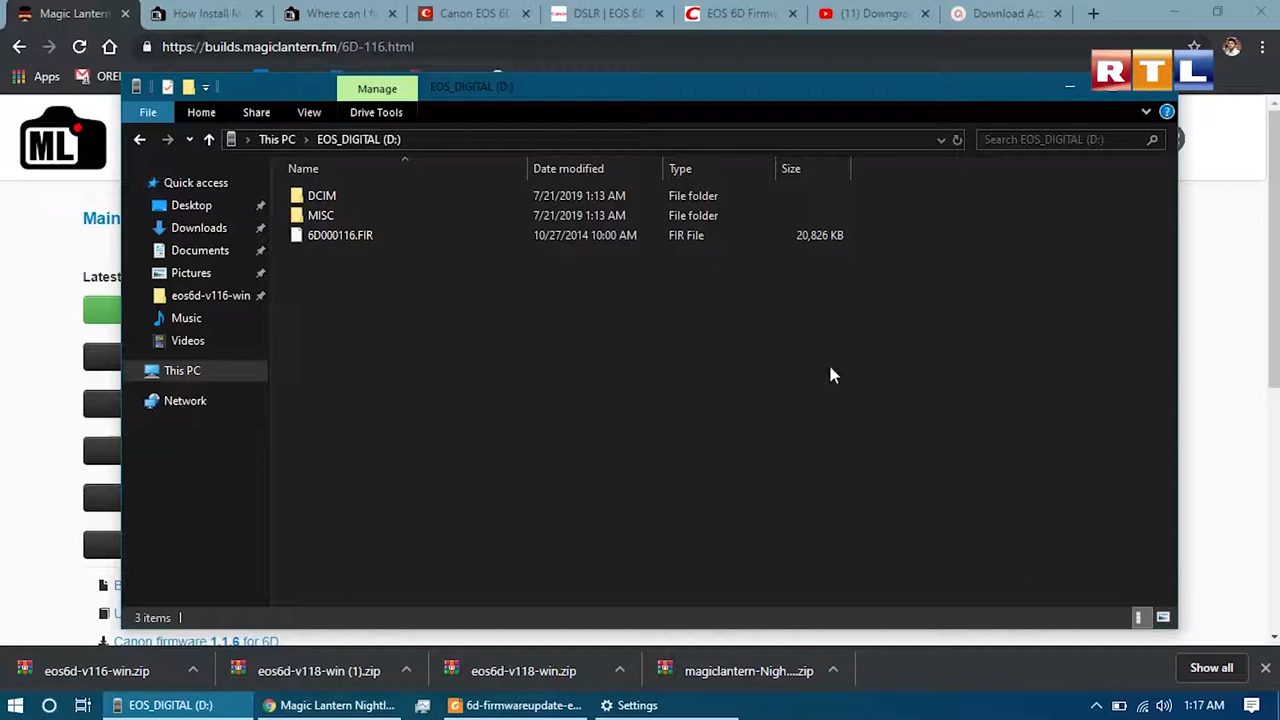 Magic Lantern
How Install M
Where can I f
Canon EOS 6D
DSLR | EOS 6D
EOS 6D Firmw
(11) Downgra
Download Ac
https://builds.magiclantern.fm/6D-116.html
Apps
OREI
RTL
Manage
EOS_DIGITAL (D:)
File
Home
Share
View
Drive Tools
This PC
EOS_DIGITAL (D:)
Search EOS_DIGITAL (D:)
ML
Name
Date modified
Type
Size
Quick access
DCIM
7/21/2019 1:13 AM
File folder
Desktop
MISC
7/21/2019 1:13 AM
File folder
Main
Downloads
6D000116.FIR
10/27/2014 10:00 AM
FIR File
20,826 KB
Documents
Latest
Pictures
eos6d-v116-win
Music
Videos
This PC
Network
3 items
Canon firmware 1.1.6 for 6D
eos6d-v116-win.zip
eos6d-v118-win (1).zip
eos6d-v118-win.zip
magiclantern-Nigh....zip
Show all
EOS_DIGITAL (D:)
Magic Lantern Nightl...
6d-firmwareupdate-e...
Settings
1:17 AM